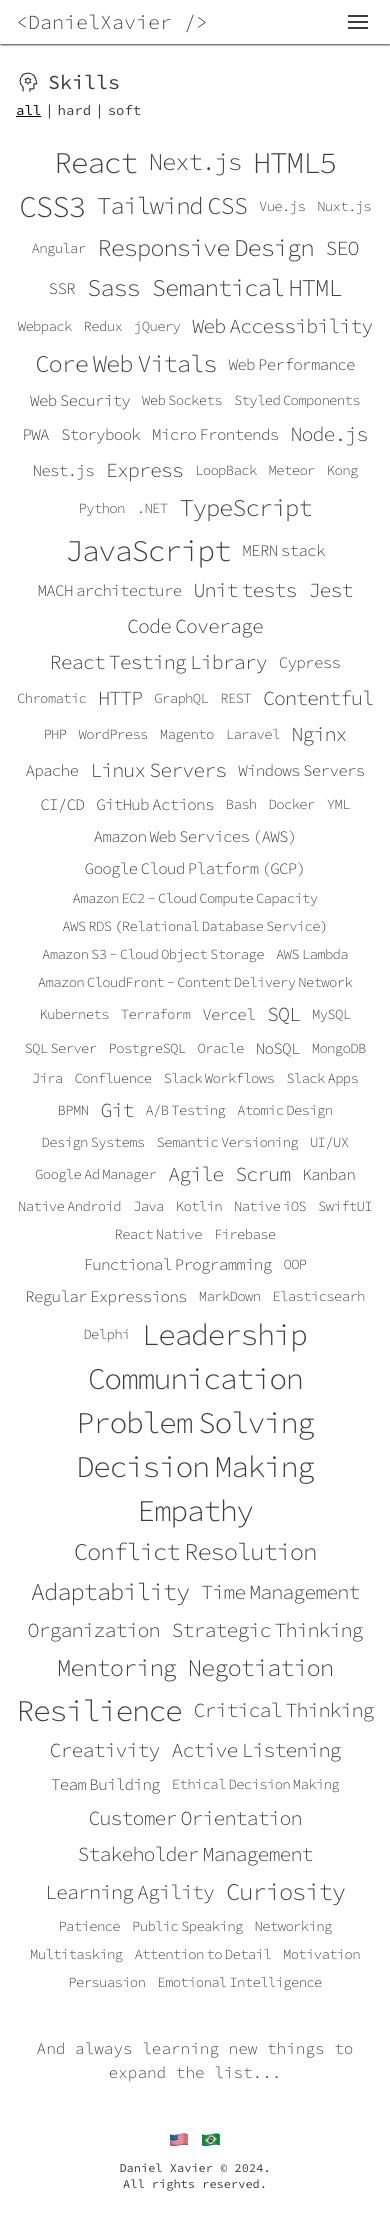 <DanielXavier />
Skills
all | hard | soft
React Next.js HTML5
CSS3 Tailwind CSS Vue.js Nuxt.js
Angular Responsive Design SEO
SSR Sass Semantical HTML
Webpack Redux jQuery Web Accessibility
Core Web Vitals Web Performance
Web Security Web Sockets Styled Components
PWA Storybook Micro Frontends Node.js
Nest.js Express LoopBack Meteor Kong
Python .NET TypeScript
JavaScript MERN stack
MACH architecture Unit tests Jest
Code Coverage
React Testing Library Cypress
Chromatic HTTP GraphQL REST Contentful
PHP WordPress Magento Laravel Nginx
Apache Linux Servers Windows Servers
CI/CD GitHub Actions Bash Docker YML
Amazon Web Services (AWS)
Google Cloud Platform (GCP)
Amazon EC2 - Cloud Compute Capacity
AWS RDS (Relational Database Service)
Amazon S3 - Cloud Object Storage AWS Lambda
Amazon CloudFront - Content Delivery Network
Kubernets Terraform Vercel SQL MySQL
SQL Server PostgreSQL Oracle NoSQL MongoDB
Jira Confluence Slack Workflows Slack Apps
BPMN Git A/B Testing Atomic Design
Design Systems Semantic Versioning UI/UX
Google Ad Manager Agile Scrum Kanban
Native Android Java Kotlin Native iOS SwiftUI
React Native Firebase
Functional Programming OOP
Regular Expressions MarkDown Elasticsearh
Delphi Leadership
Communication
Problem Solving
Decision Making
Empathy
Conflict Resolution
Adaptability Time Management
Organization Strategic Thinking
Mentoring Negotiation
Resilience Critical Thinking
Creativity Active Listening
Team Building Ethical Decision Making
Customer Orientation
Stakeholder Management
Learning Agility Curiosity
Patience Public Speaking Networking
Multitasking Attention to Detail Motivation
Persuasion Emotional Intelligence
And always learning new things to
expand the list...
Daniel Xavier © 2024.
All rights reserved.